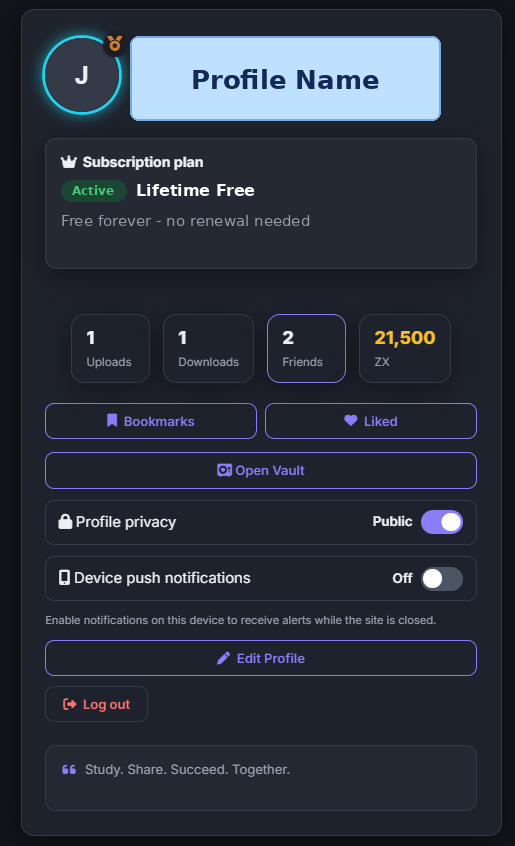 J
Profile Name
Subscription plan
Active Lifetime Free
Free forever - no renewal needed
1
Uploads
1
Downloads
2
Friends
21,500
ZX
Bookmarks
Liked
Open Vault
Profile privacy Public
Device push notifications Off
Enable notifications on this device to receive alerts while the site is closed.
Edit Profile
Log out
Study. Share. Succeed. Together.